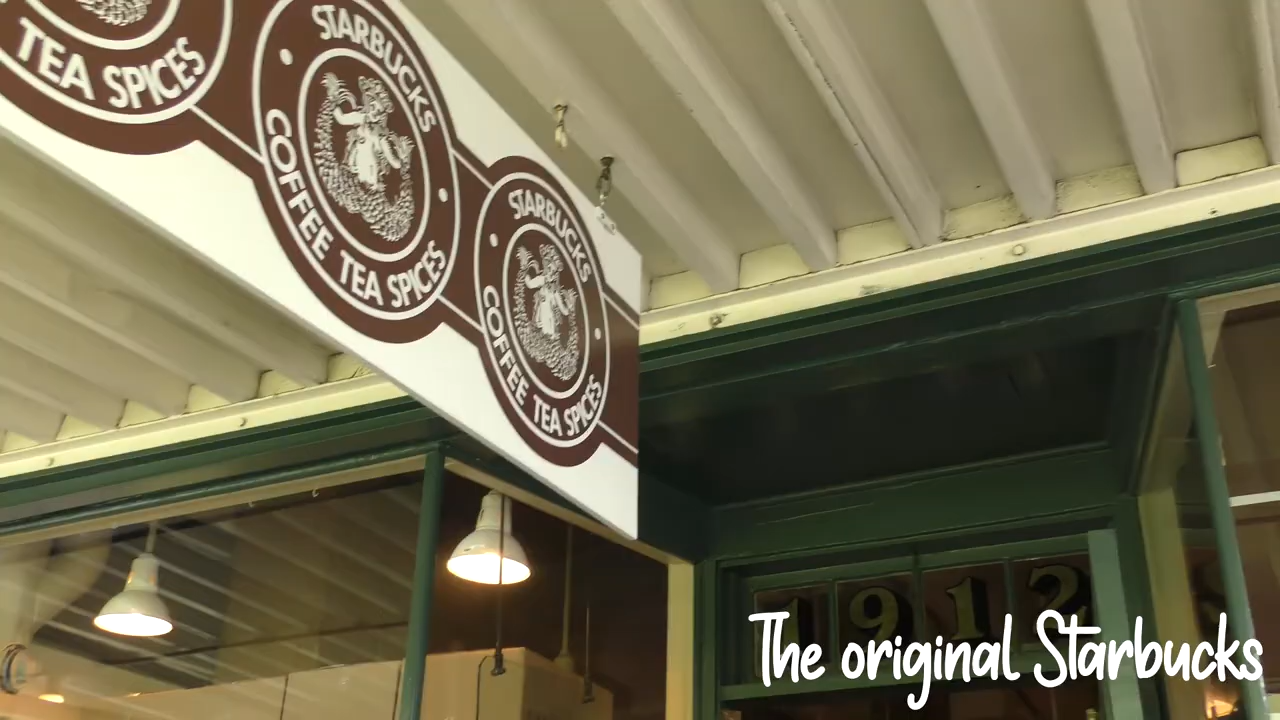 TEA SPICES
STARBUCKS
COFFEE TEA SPICES
STARBUCKS
COFFEE TEA SPICES
1912
The original Starbucks